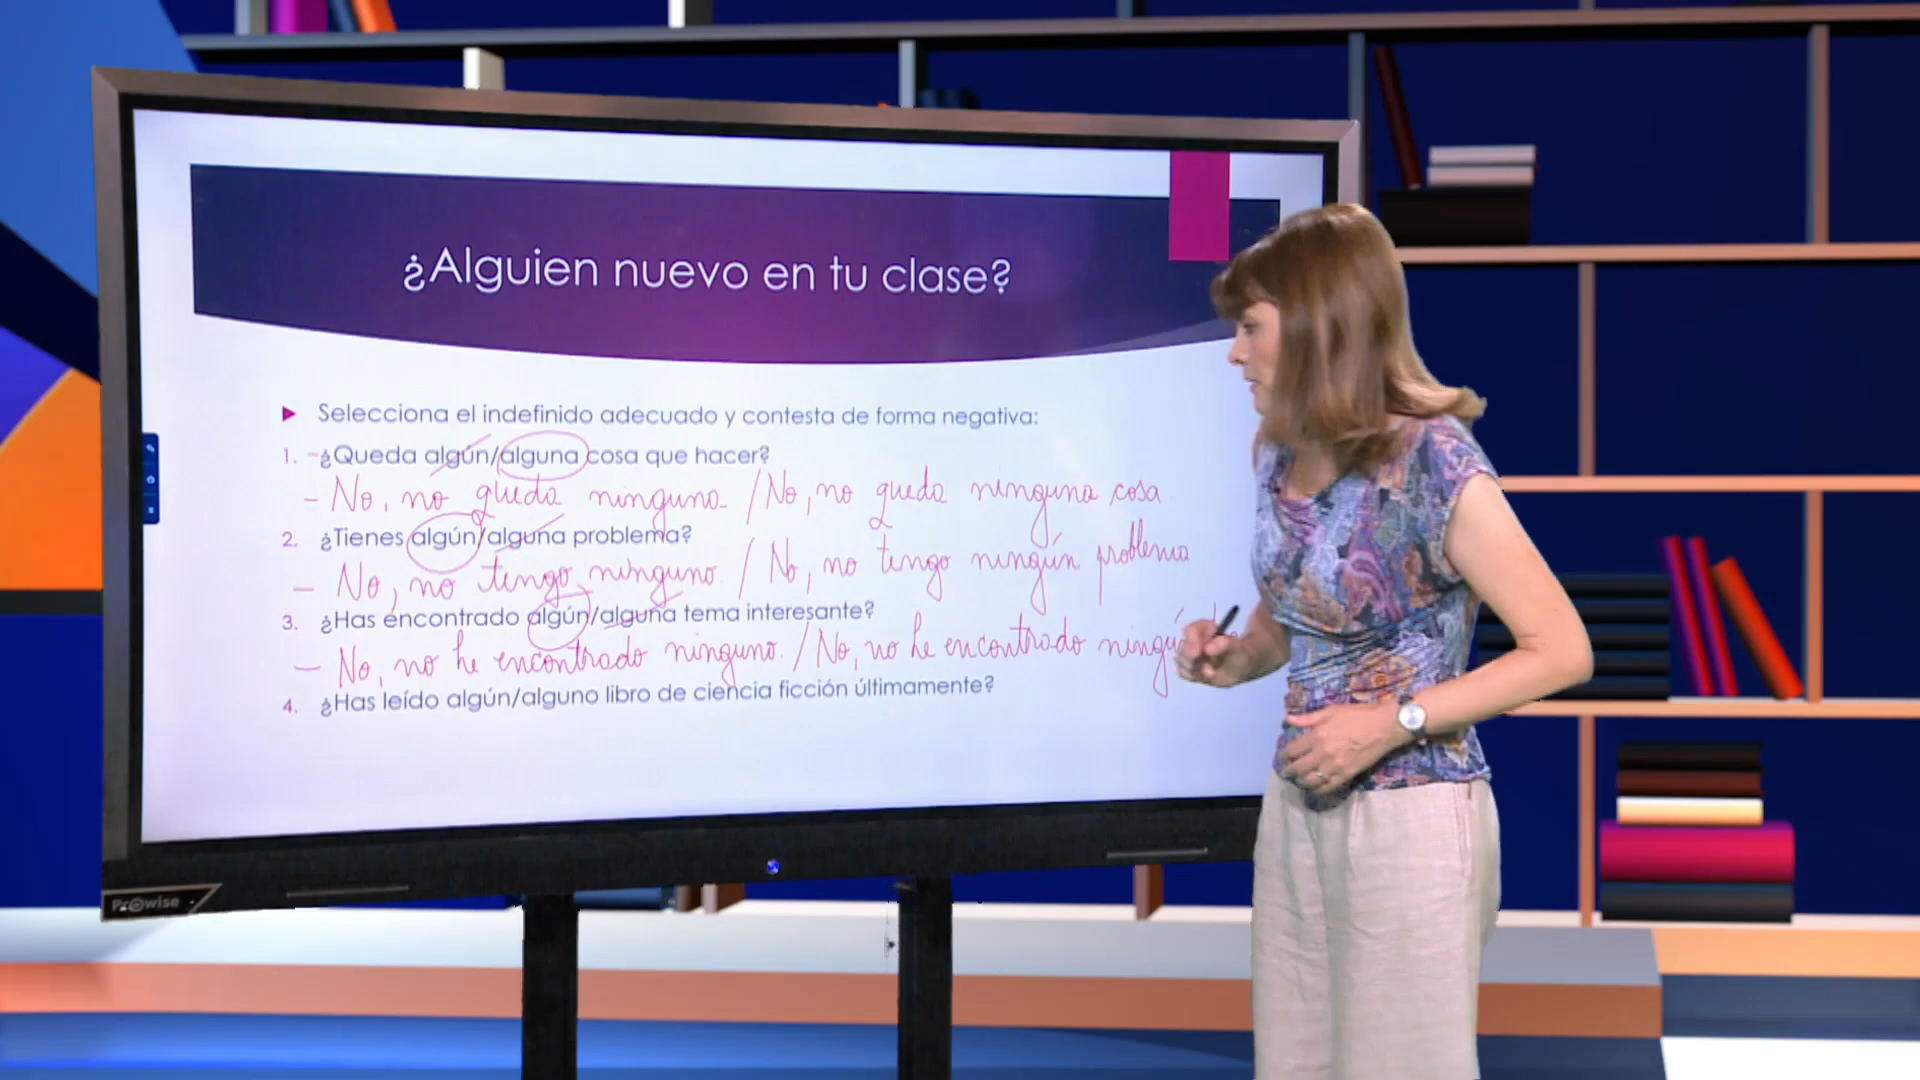 ¿Alguien nuevo en tu clase?
Selecciona el indefinido adecuado y contesta de forma negativa:
1. ¿Queda algún/alguna cosa que hacer?
– No, no queda ninguna / No, no queda ninguna cosa
2. ¿Tienes algún/alguna problema?
– No, no tengo ninguno. / No, no tengo ningún problema
3. ¿Has encontrado algún/alguna tema interesante?
– No, no he encontrado ninguno. / No, no he encontrado
4. ¿Has leído algún/alguno libro de ciencia ficción últimamente?
Prowise